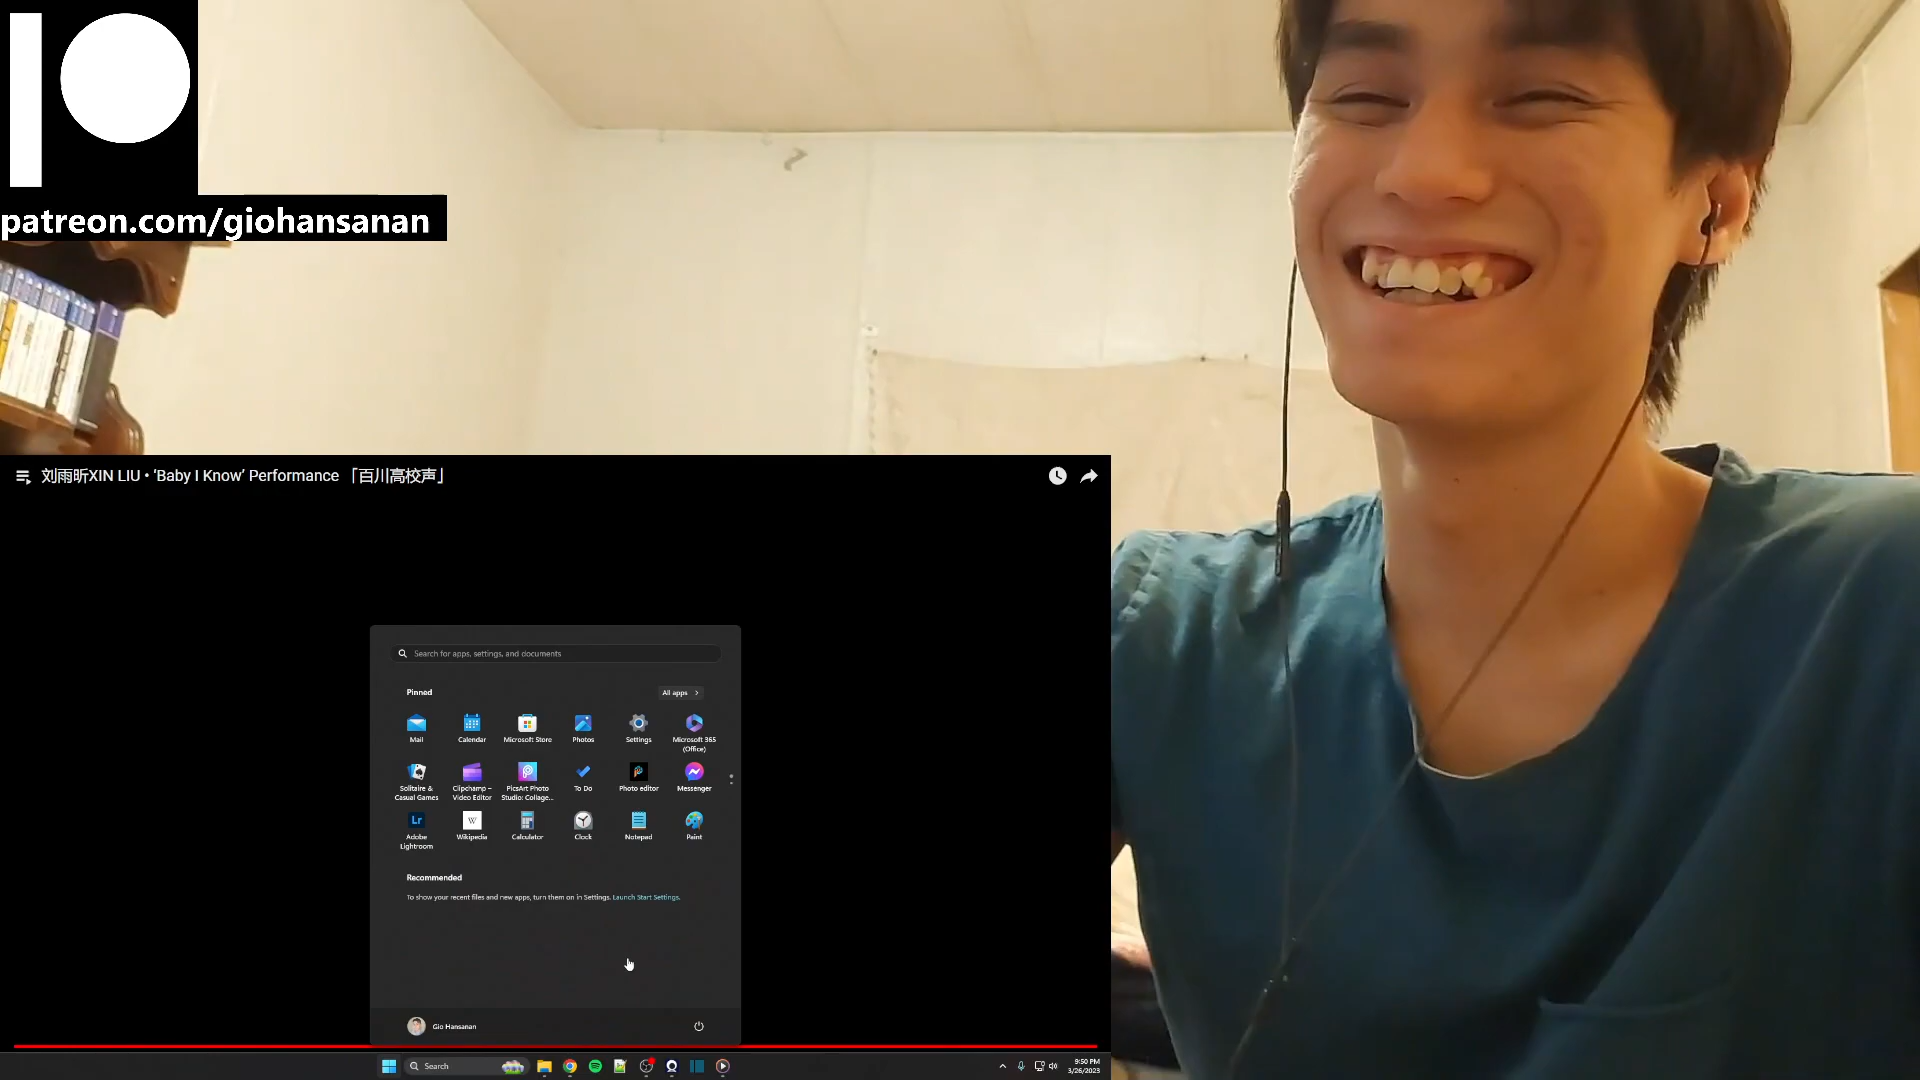 patreon.com/giohansanan
刘雨昕XIN LIU • 'Baby I Know' Performance 「百川高校声」
Search for apps, settings, and documents
Pinned
All apps
Mail
Calendar
Microsoft Store
Photos
Settings
Microsoft 365
(Office)
Solitaire &
Casual Games
Clipchamp –
Video Editor
PicsArt Photo
Studio: Collage...
To Do
Photo editor
Messenger
Lr
Adobe
Lightroom
W
Wikipedia
Calculator
Clock
Notepad
Paint
Recommended
To show your recent files and new apps, turn them on in Settings. Launch Start Settings.
Gio Hansanan
Search
9:50 PM
3/26/2023